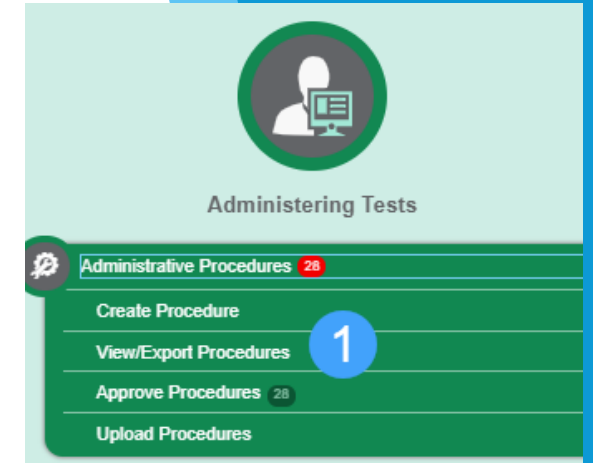 Administering Tests
Administrative Procedures 28
Create Procedure
View/Export Procedures 1
Approve Procedures 28
Upload Procedures